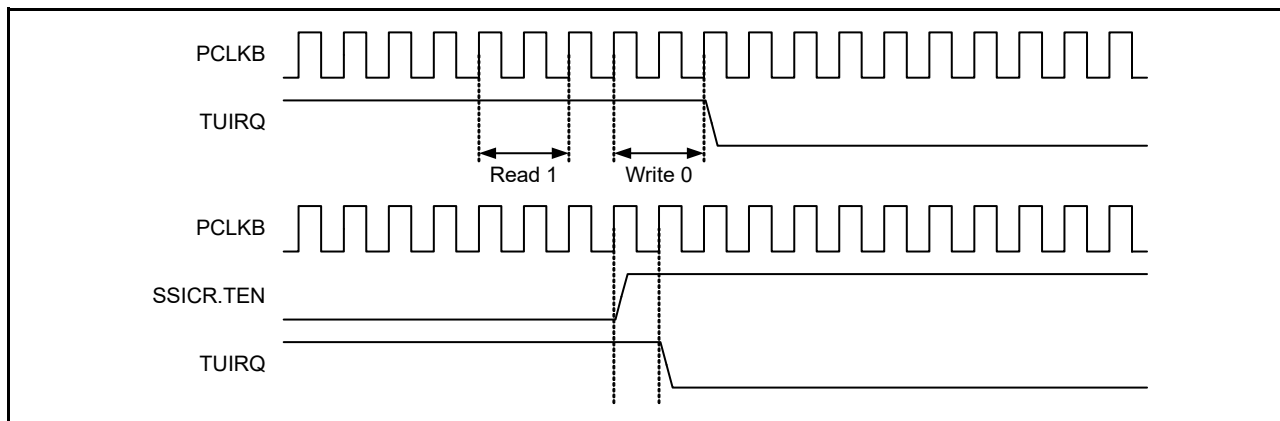 PCLKB
TUIRQ
Read 1 Write 0
PCLKB
SSICR.TEN
TUIRQ